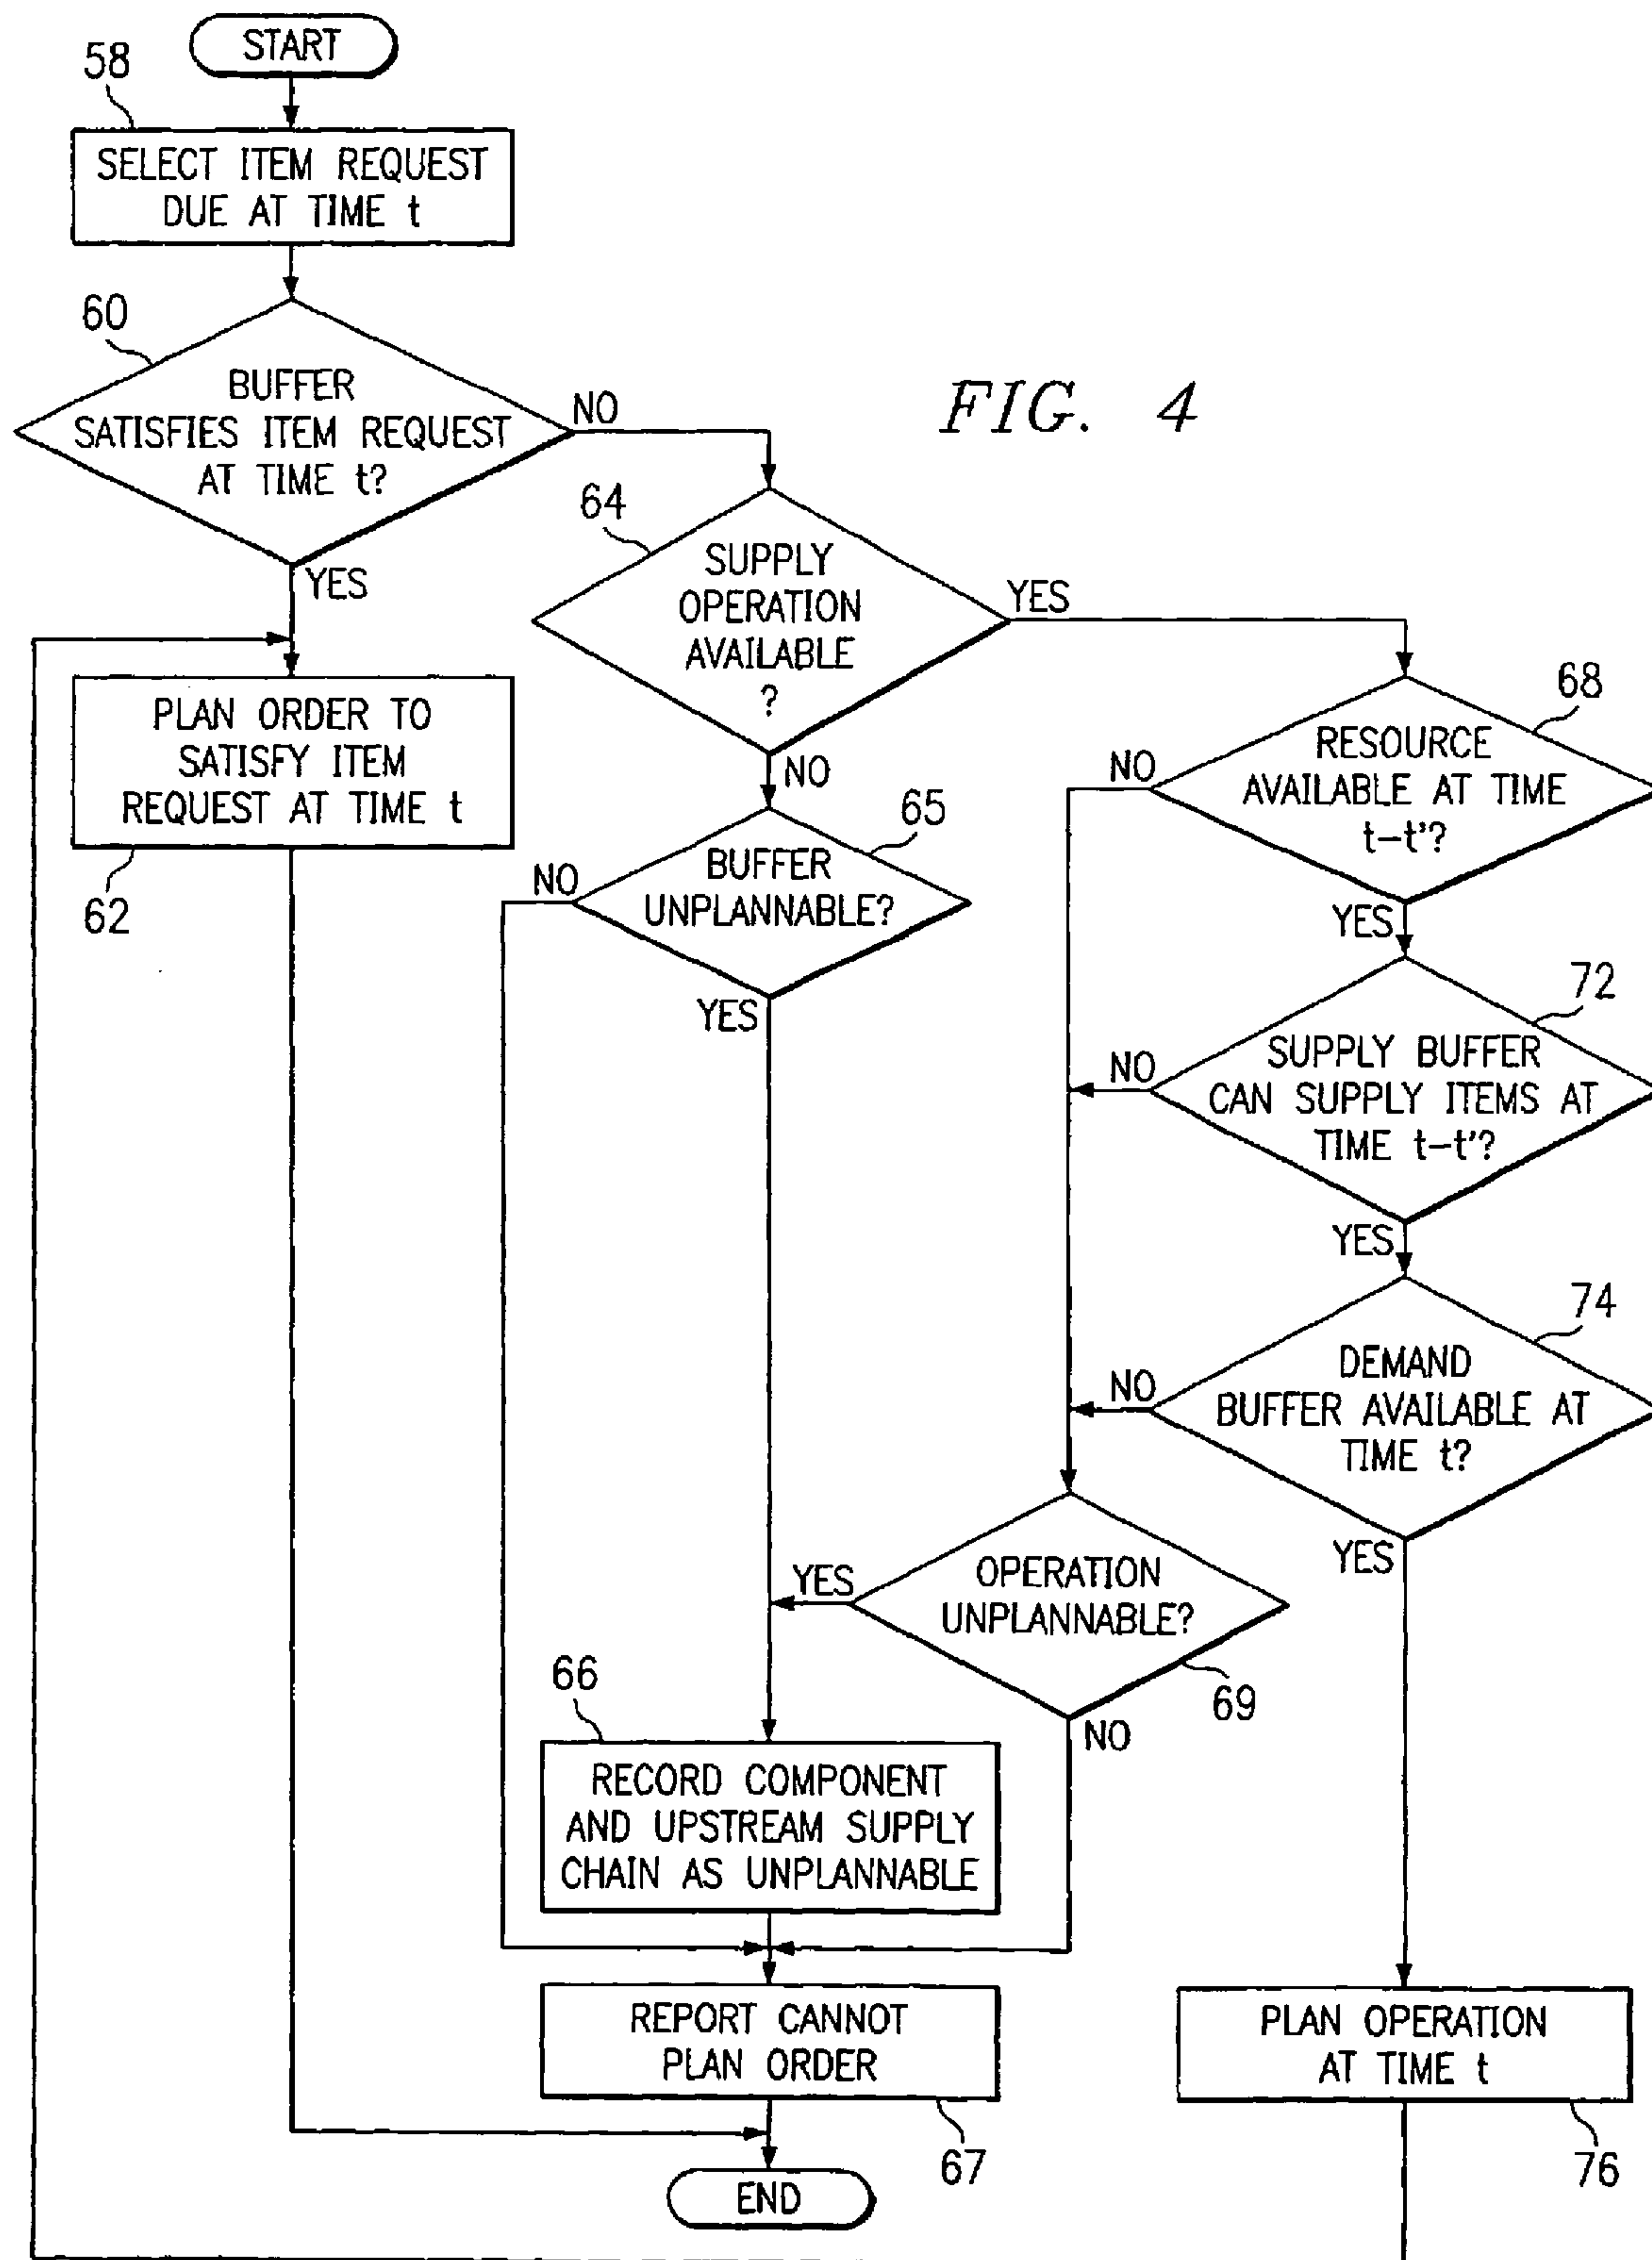 START
58
SELECT ITEM REQUEST
DUE AT TIME t
60
BUFFER
SATISFIES ITEM REQUEST
AT TIME t?
NO
YES
FIG. 4
64
SUPPLY
OPERATION
AVAILABLE
?
YES
NO
PLAN ORDER TO
SATISFY ITEM
REQUEST AT TIME t
62
68
RESOURCE
AVAILABLE AT TIME
t-t'?
NO
YES
65
BUFFER
UNPLANNABLE?
NO
YES
72
SUPPLY BUFFER
CAN SUPPLY ITEMS AT
TIME t-t'?
NO
YES
74
DEMAND
BUFFER AVAILABLE AT
TIME t?
NO
YES
OPERATION
UNPLANNABLE?
YES
69
NO
66
RECORD COMPONENT
AND UPSTREAM SUPPLY
CHAIN AS UNPLANNABLE
REPORT CANNOT
PLAN ORDER
67
PLAN OPERATION
AT TIME t
76
END